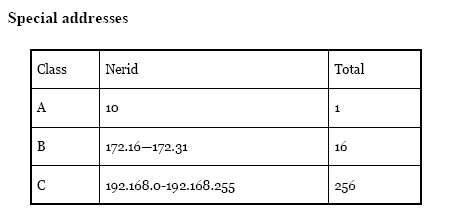 Special addresses
Class Nerid Total
A 10 1
B 172.16—172.31 16
C 192.168.0-192.168.255 256